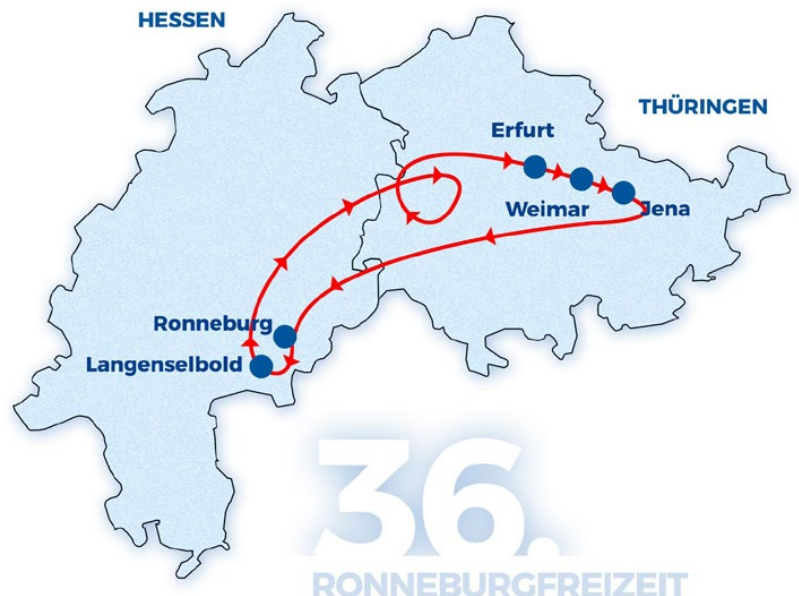 HESSEN
THÜRINGEN
Erfurt
Weimar
Jena
Ronneburg
Langenselbold
36.
RONNEBURGFREIZEIT